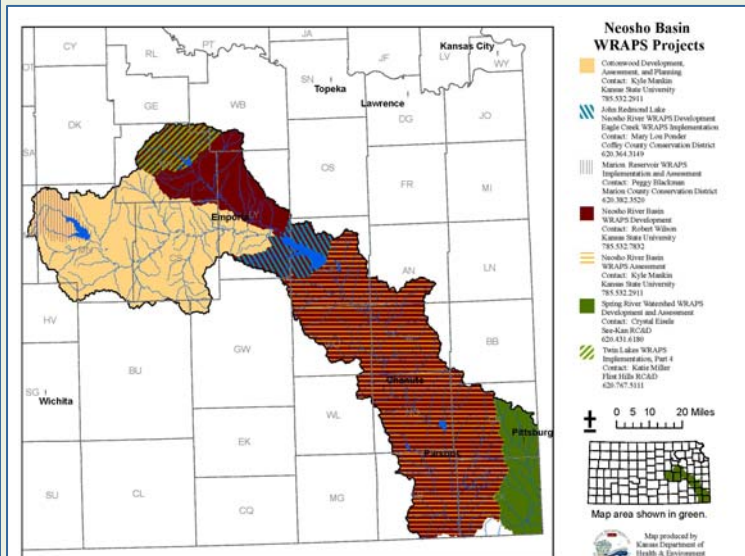 Neosho Basin
WRAPS Projects
Cottonwood Development,
Assessment, and Planning
Contact: Kyle Mankin
Kansas State University
785.532.2911
John Redmond Lake
Neosho River WRAPS Development
Eagle Creek WRAPS Implementation
Contact: Mary Lou Ponder
Coffey County Conservation District
620.364.3149
Marion Reservoir WRAPS
Implementation and Assessment
Contact: Peggy Blackman
Marion County Conservation District
620.382.3520
Neosho River Basin
WRAPS Development
Contact: Robert Wilson
Kansas State University
785.532.7832
Neosho River Basin
WRAPS Assessment
Contact: Kyle Mankin
Kansas State University
785.532.2911
Spring River Watershed WRAPS
Development and Assessment
Contact: Crystal Eisele
See-Kan RC&D
620.431.6180
Twin Lakes WRAPS
Implementation, Part 4
Contact: Katie Miller
Flint Hills RC&D
620.767.5111
0 5 10 20 Miles
Map area shown in green.
Map produced by
Kansas Department of
Health & Environment
CY
RL
PT
JA
JF
LV
Kansas City
WY
OT
GE
WB
SN
Topeka
Lawrence
DG
JO
DK
SA
OS
FR
MI
Emporia
AN
LN
HV
GW
BB
BU
SG
Wichita
WL
Chanute
EK
Pittsburg
Parsons
SU
CL
CQ
MG